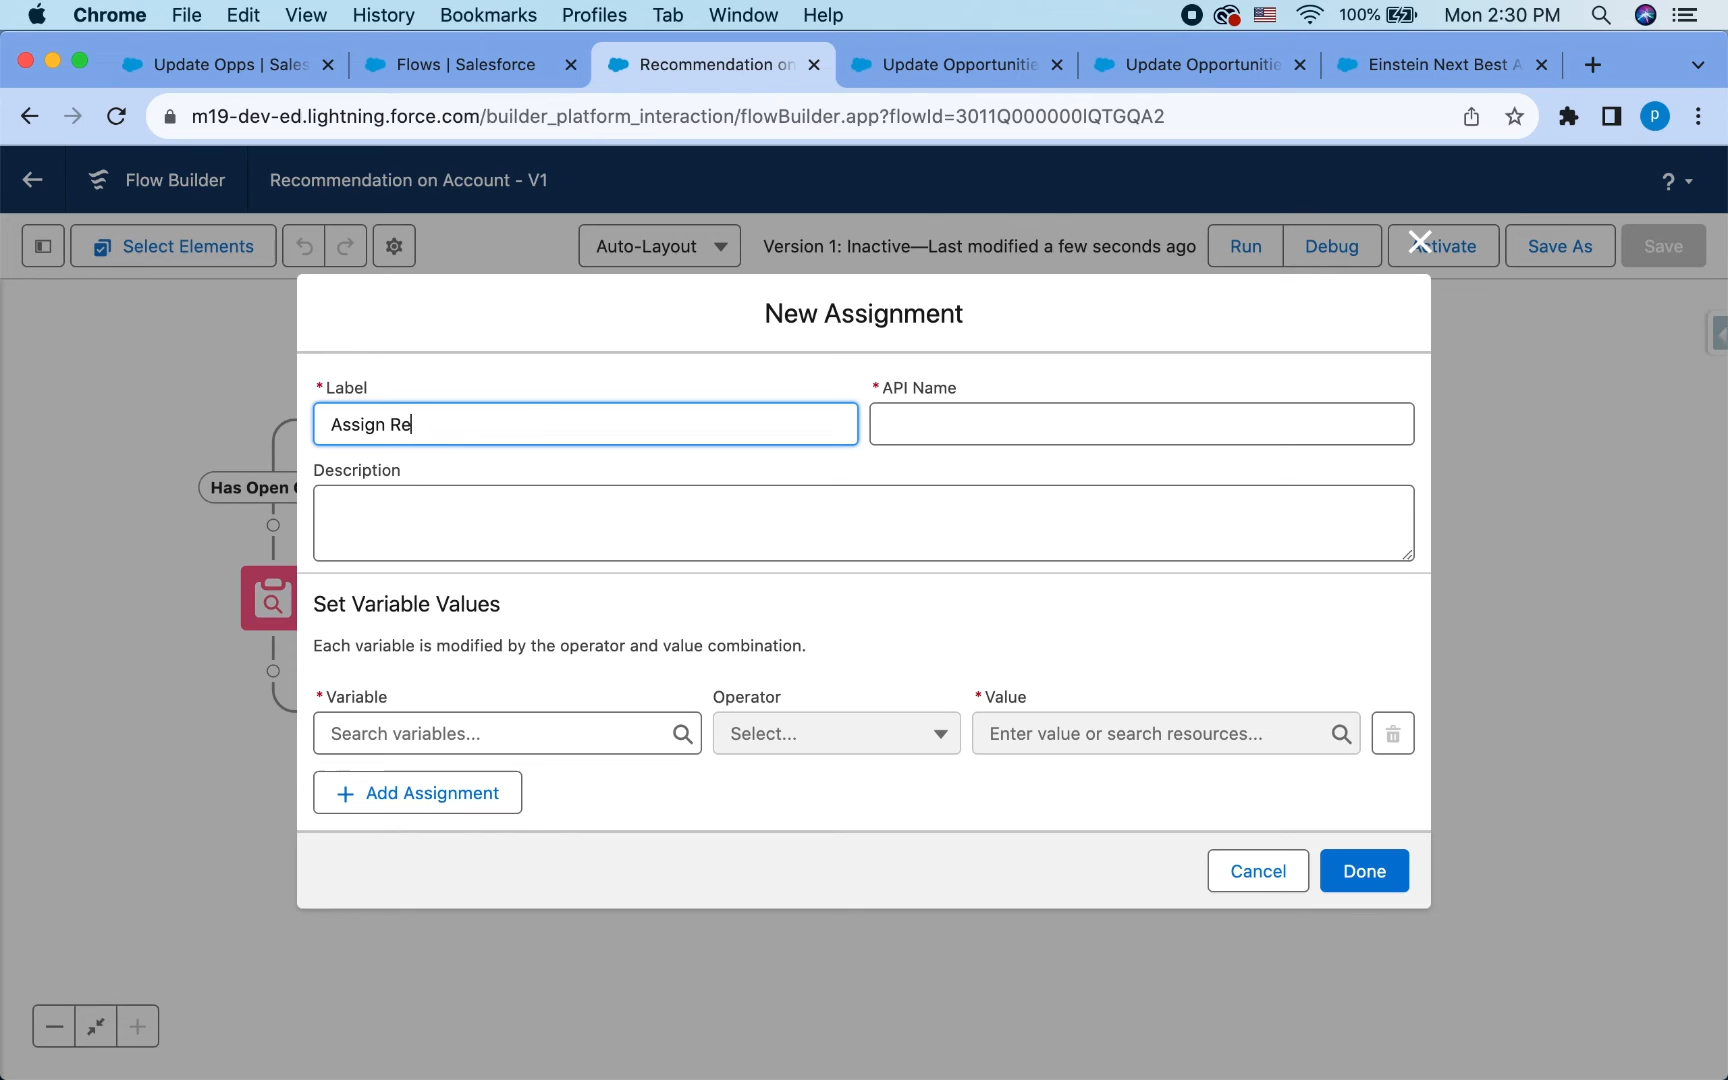 Chrome File Edit View History Bookmarks Profiles Tab Window Help 100% Mon 2:30 PM
Update Opps | Sales Flows | Salesforce Recommendation on Update Opportunitie Update Opportunitie Einstein Next Best A
m19-dev-ed.lightning.force.com/builder_platform_interaction/flowBuilder.app?flowId=3011Q000000IQTGQA2 P
Flow Builder Recommendation on Account - V1 ?
Select Elements Auto-Layout Version 1: Inactive—Last modified a few seconds ago Run Debug Activate Save As Save
New Assignment
* Label * API Name
Assign Re
Description
Has Open
Set Variable Values
Each variable is modified by the operator and value combination.
* Variable Operator * Value
Search variables... Select... Enter value or search resources...
+ Add Assignment
Cancel Done